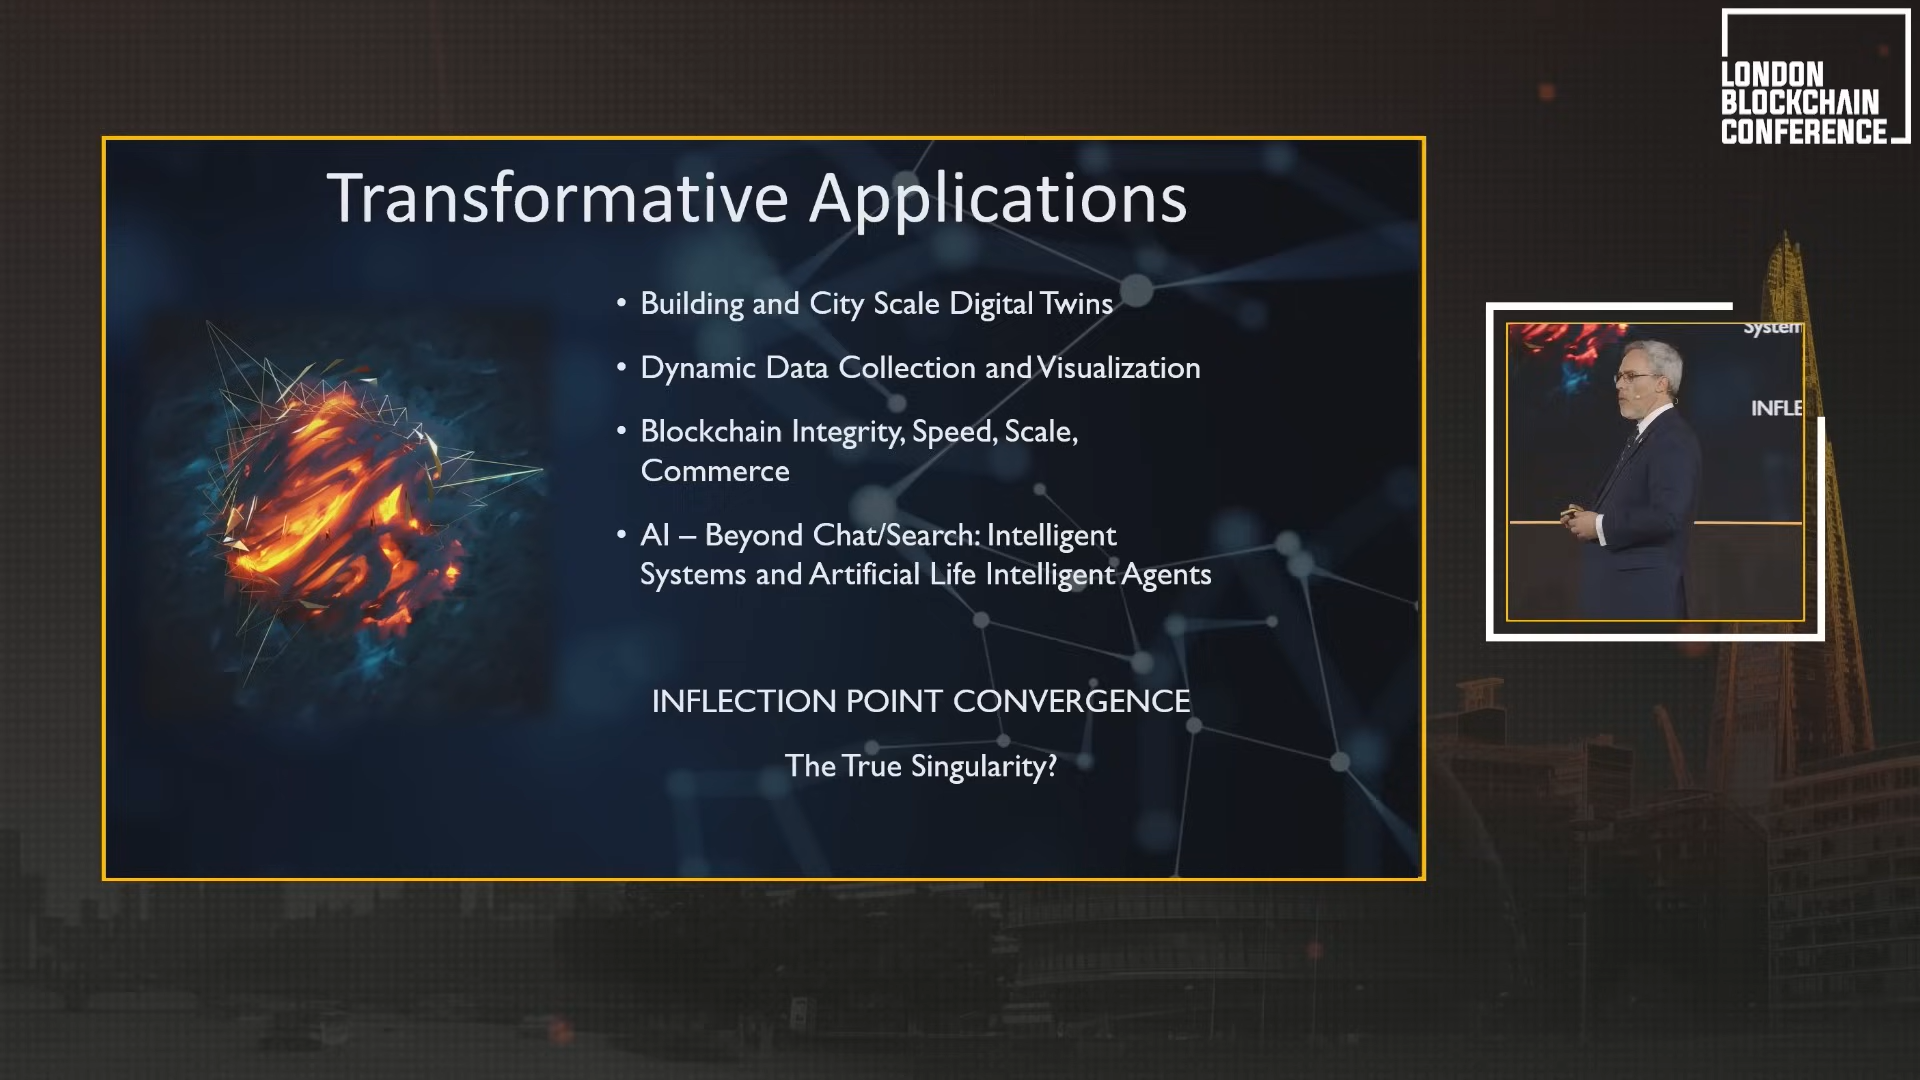 LONDON
BLOCKCHAIN
CONFERENCE
Transformative Applications
• Building and City Scale Digital Twins
• Dynamic Data Collection and Visualization
• Blockchain Integrity, Speed, Scale,
Commerce
• AI – Beyond Chat/Search: Intelligent
Systems and Artificial Life Intelligent Agents
INFLECTION POINT CONVERGENCE
The True Singularity?
System
INFLE